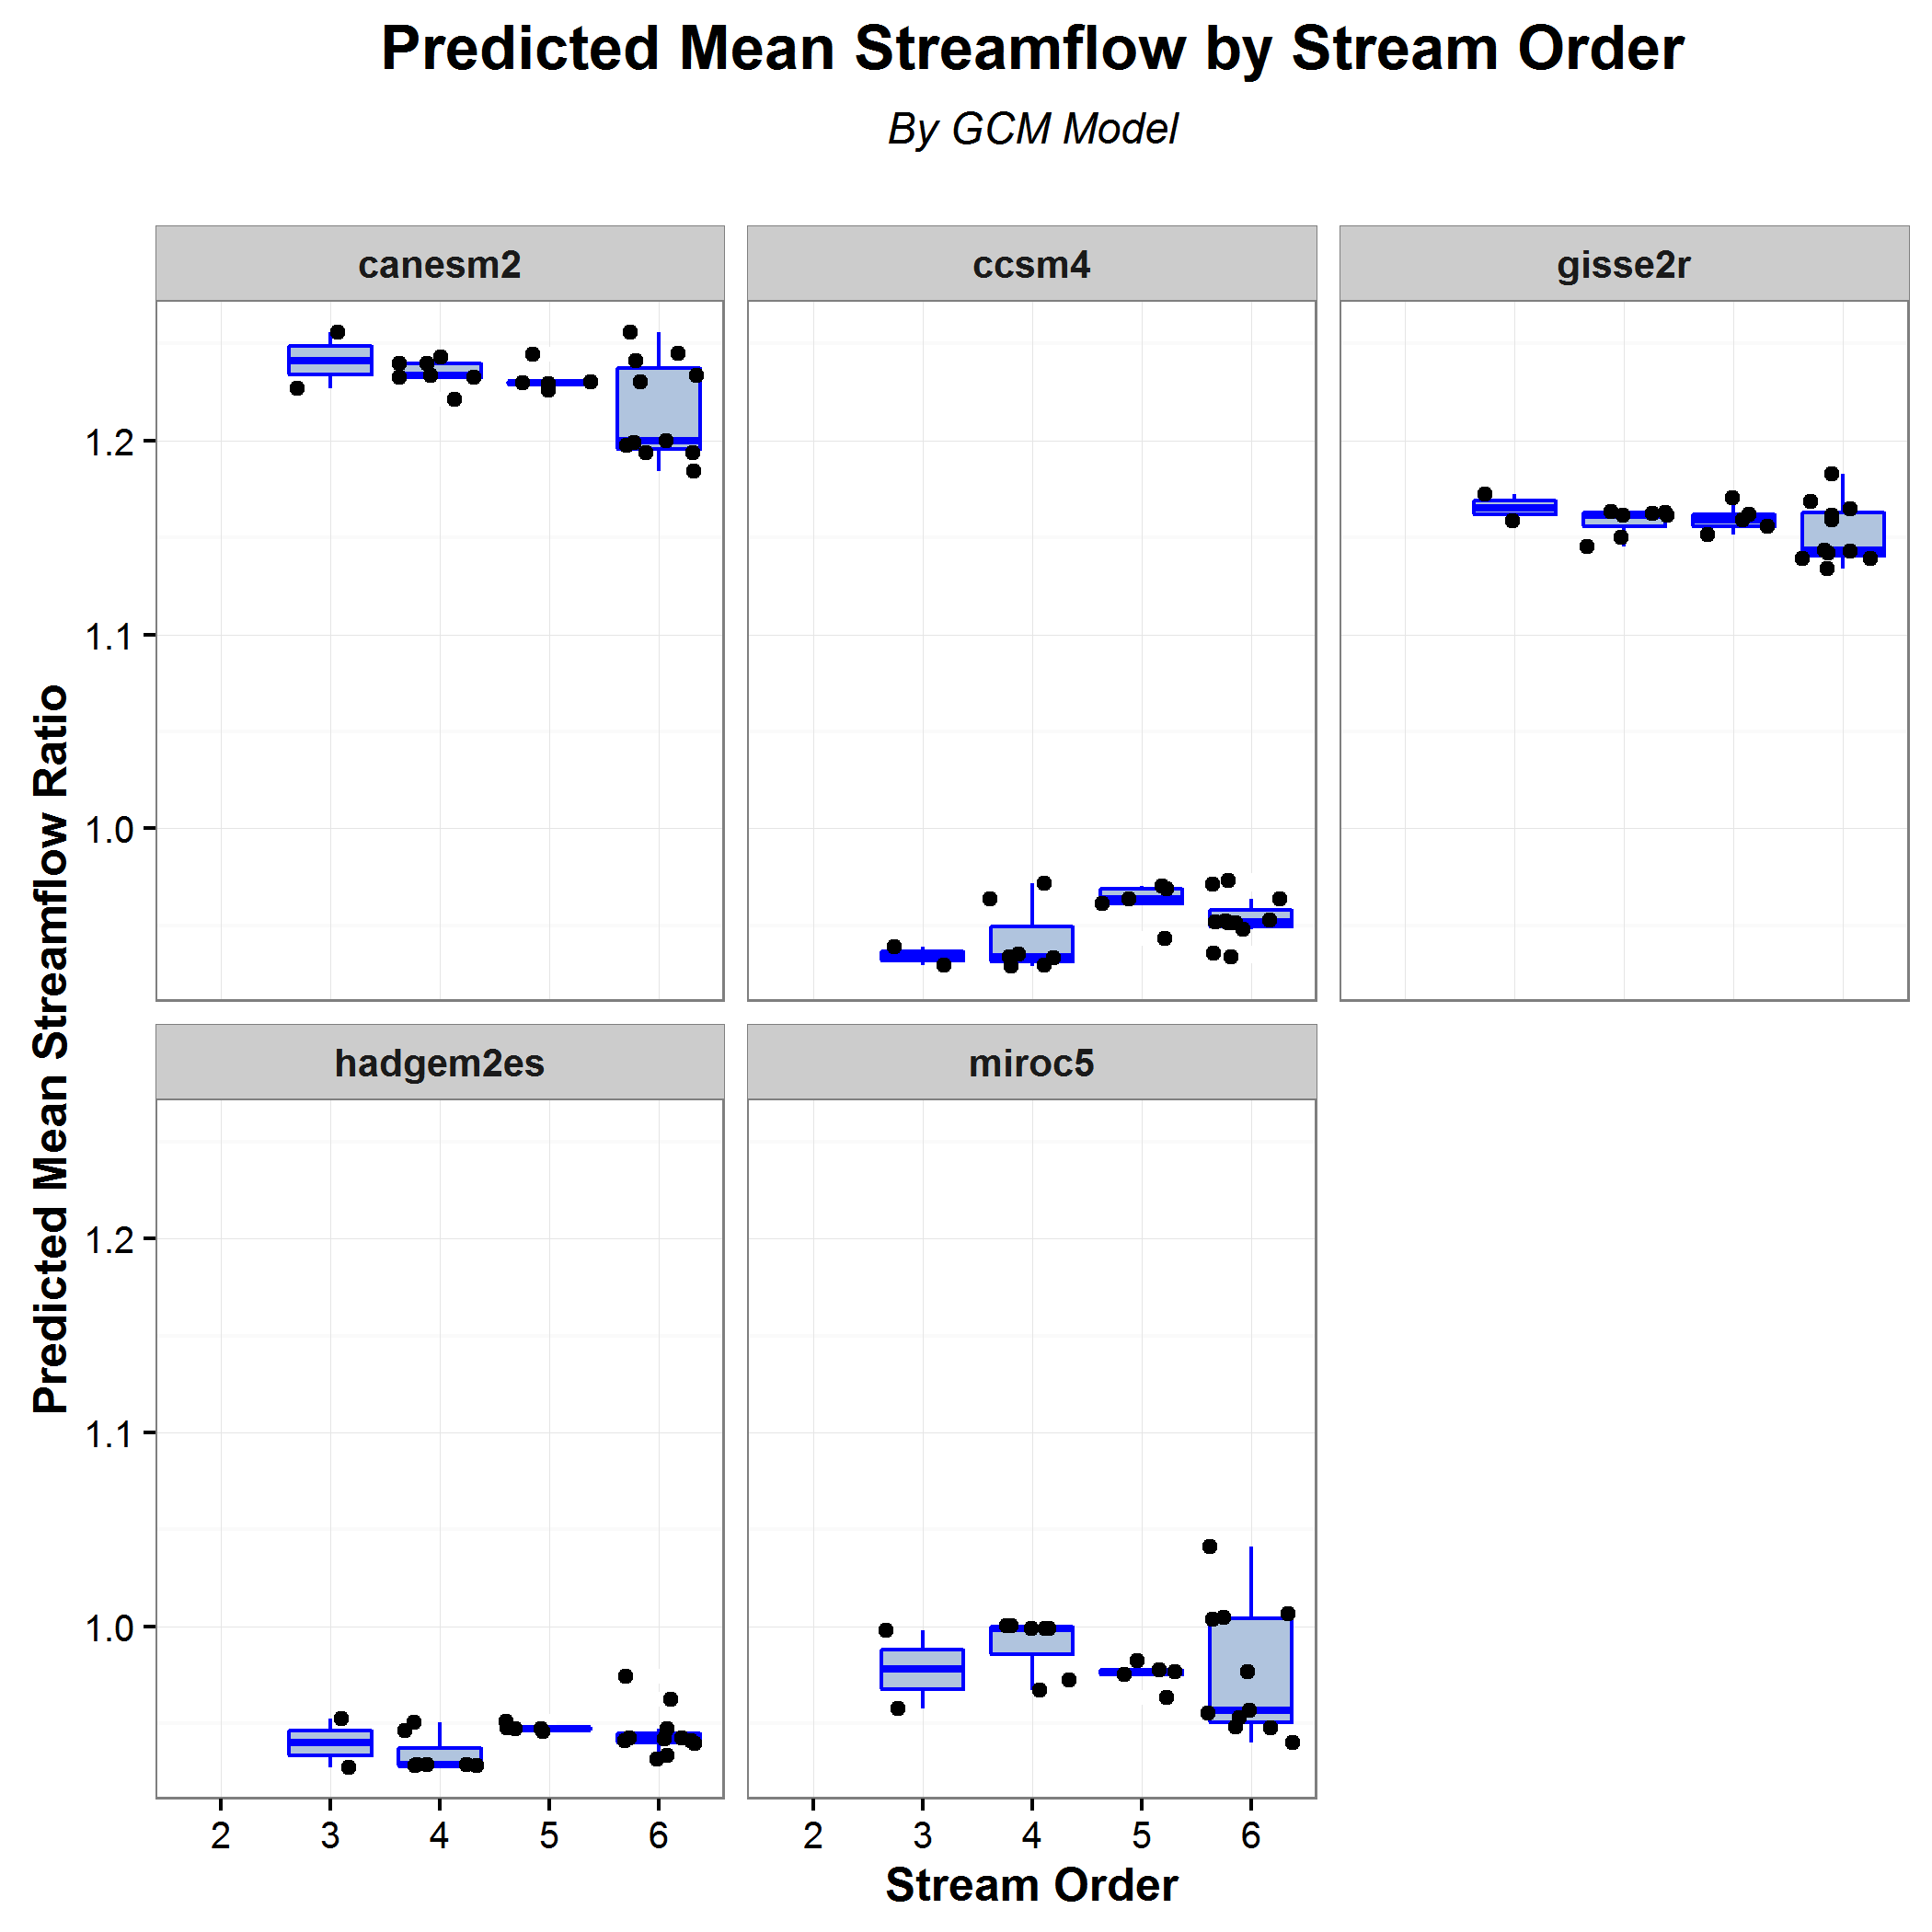 Predicted Mean Streamflow by Stream Order
By GCM Model
canesm2
ccsm4
gisse2r
1.2
1.1
1.0
Predicted Mean Streamflow Ratio
hadgem2es
miroc5
1.2
1.1
1.0
2 3 4 5 6
2 3 4 5 6
Stream Order